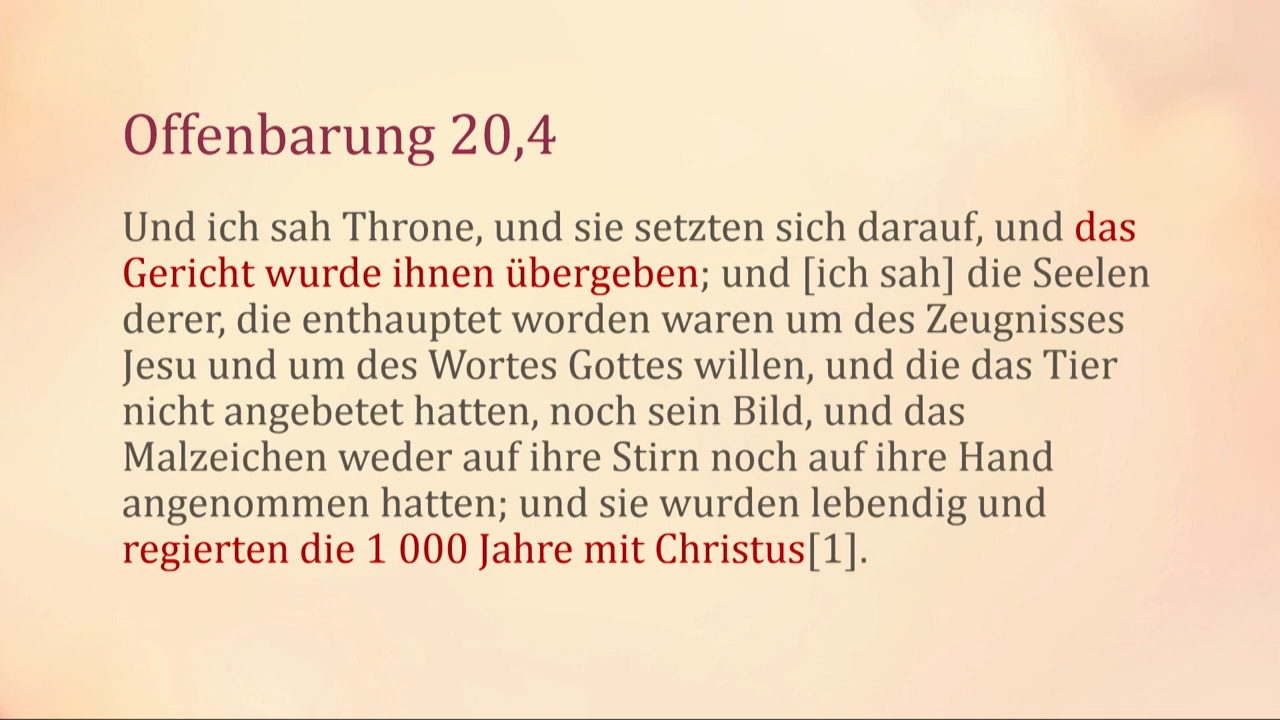 Offenbarung 20,4
Und ich sah Throne, und sie setzten sich darauf, und das
Gericht wurde ihnen übergeben; und [ich sah] die Seelen
derer, die enthauptet worden waren um des Zeugnisses
Jesu und um des Wortes Gottes willen, und die das Tier
nicht angebetet hatten, noch sein Bild, und das
Malzeichen weder auf ihre Stirn noch auf ihre Hand
angenommen hatten; und sie wurden lebendig und
regierten die 1 000 Jahre mit Christus[1].